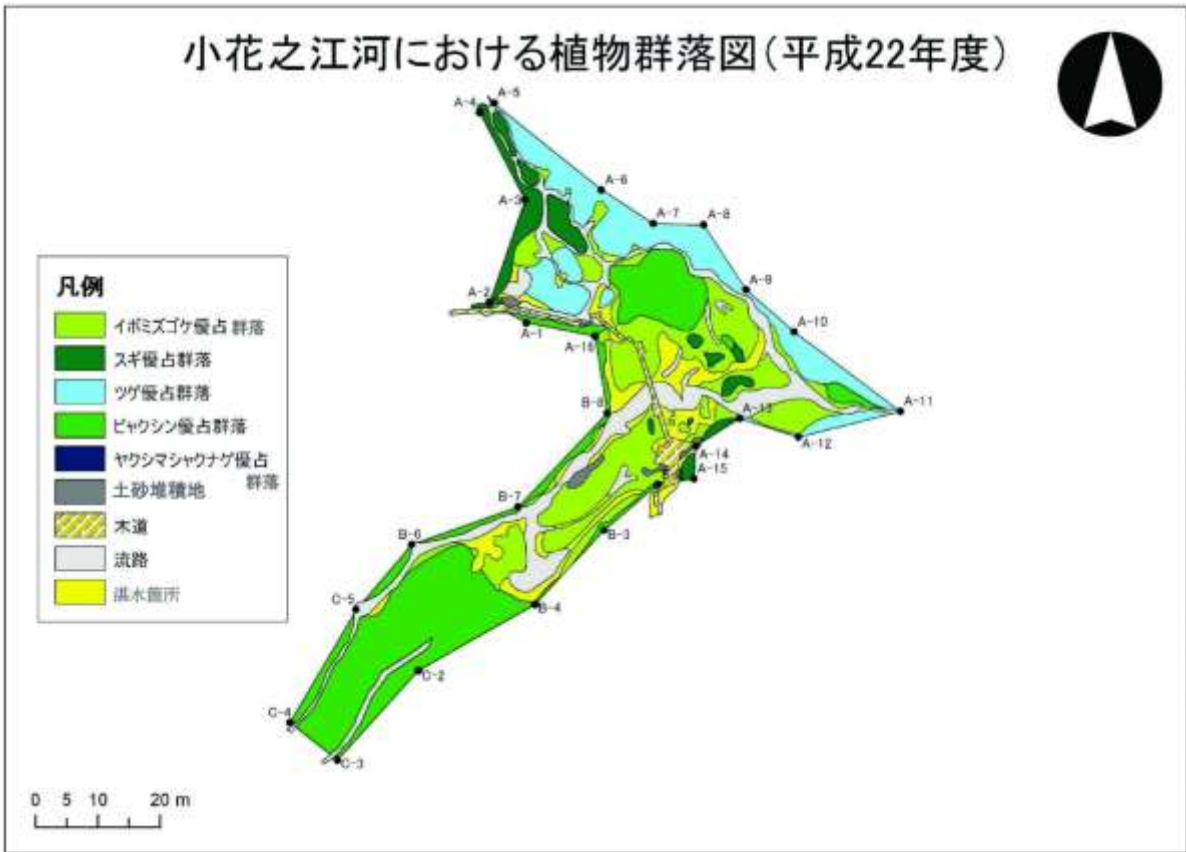 小花之江河における植物群落図(平成22年度)
A-4
A-5
A-6
A-3
A-7
A-8
A-9
A-2
A-1
A-16
A-10
A-11
B-8
A-13
A-12
A-14
A-15
B-7
B-3
B-6
B-4
C-5
C-2
C-4
C-3
凡例
イボミズゴケ優占群落
スギ優占群落
ツゲ優占群落
ビャクシン優占群落
ヤクシマシャクナゲ優占
群落
土砂堆積地
木道
流路
湛水箇所
0 5 10 20 m